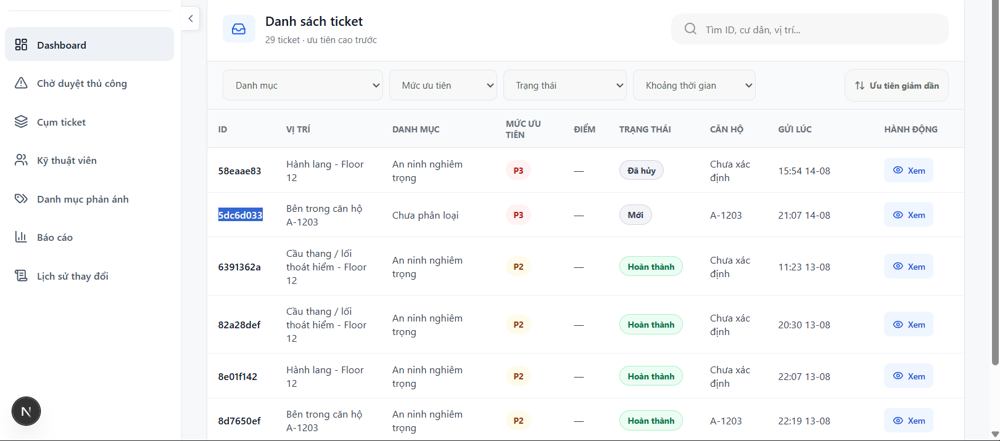 Danh sách ticket
29 ticket · ưu tiên cao trước
Tìm ID, cư dân, vị trí...
Dashboard
Chờ duyệt thủ công
Cụm ticket
Kỹ thuật viên
Danh mục phản ánh
Báo cáo
Lịch sử thay đổi
N
Danh mục
Mức ưu tiên
Trạng thái
Khoảng thời gian
Ưu tiên giảm dần
ID
VỊ TRÍ
DANH MỤC
MỨC ƯU
TIÊN
ĐIỂM
TRẠNG THÁI
CĂN HỘ
GỬI LÚC
HÀNH ĐỘNG
58eaae83
Hành lang - Floor
12
An ninh nghiêm
trọng
P3
—
Đã hủy
Chưa xác
định
15:54 14-08
Xem
5dc6d033
Bên trong căn hộ
A-1203
Chưa phân loại
P3
—
Mới
A-1203
21:07 14-08
Xem
6391362a
Cầu thang / lối
thoát hiểm - Floor
12
An ninh nghiêm
trọng
P2
—
Hoàn thành
Chưa xác
định
11:23 13-08
Xem
82a28def
Cầu thang / lối
thoát hiểm - Floor
12
An ninh nghiêm
trọng
P2
—
Hoàn thành
Chưa xác
định
20:30 13-08
Xem
8e01f142
Hành lang - Floor
12
An ninh nghiêm
trọng
P2
—
Hoàn thành
Chưa xác
định
22:07 13-08
Xem
8d7650ef
Bên trong căn hộ
A-1203
An ninh nghiêm
trọng
P2
—
Hoàn thành
A-1203
22:19 13-08
Xem